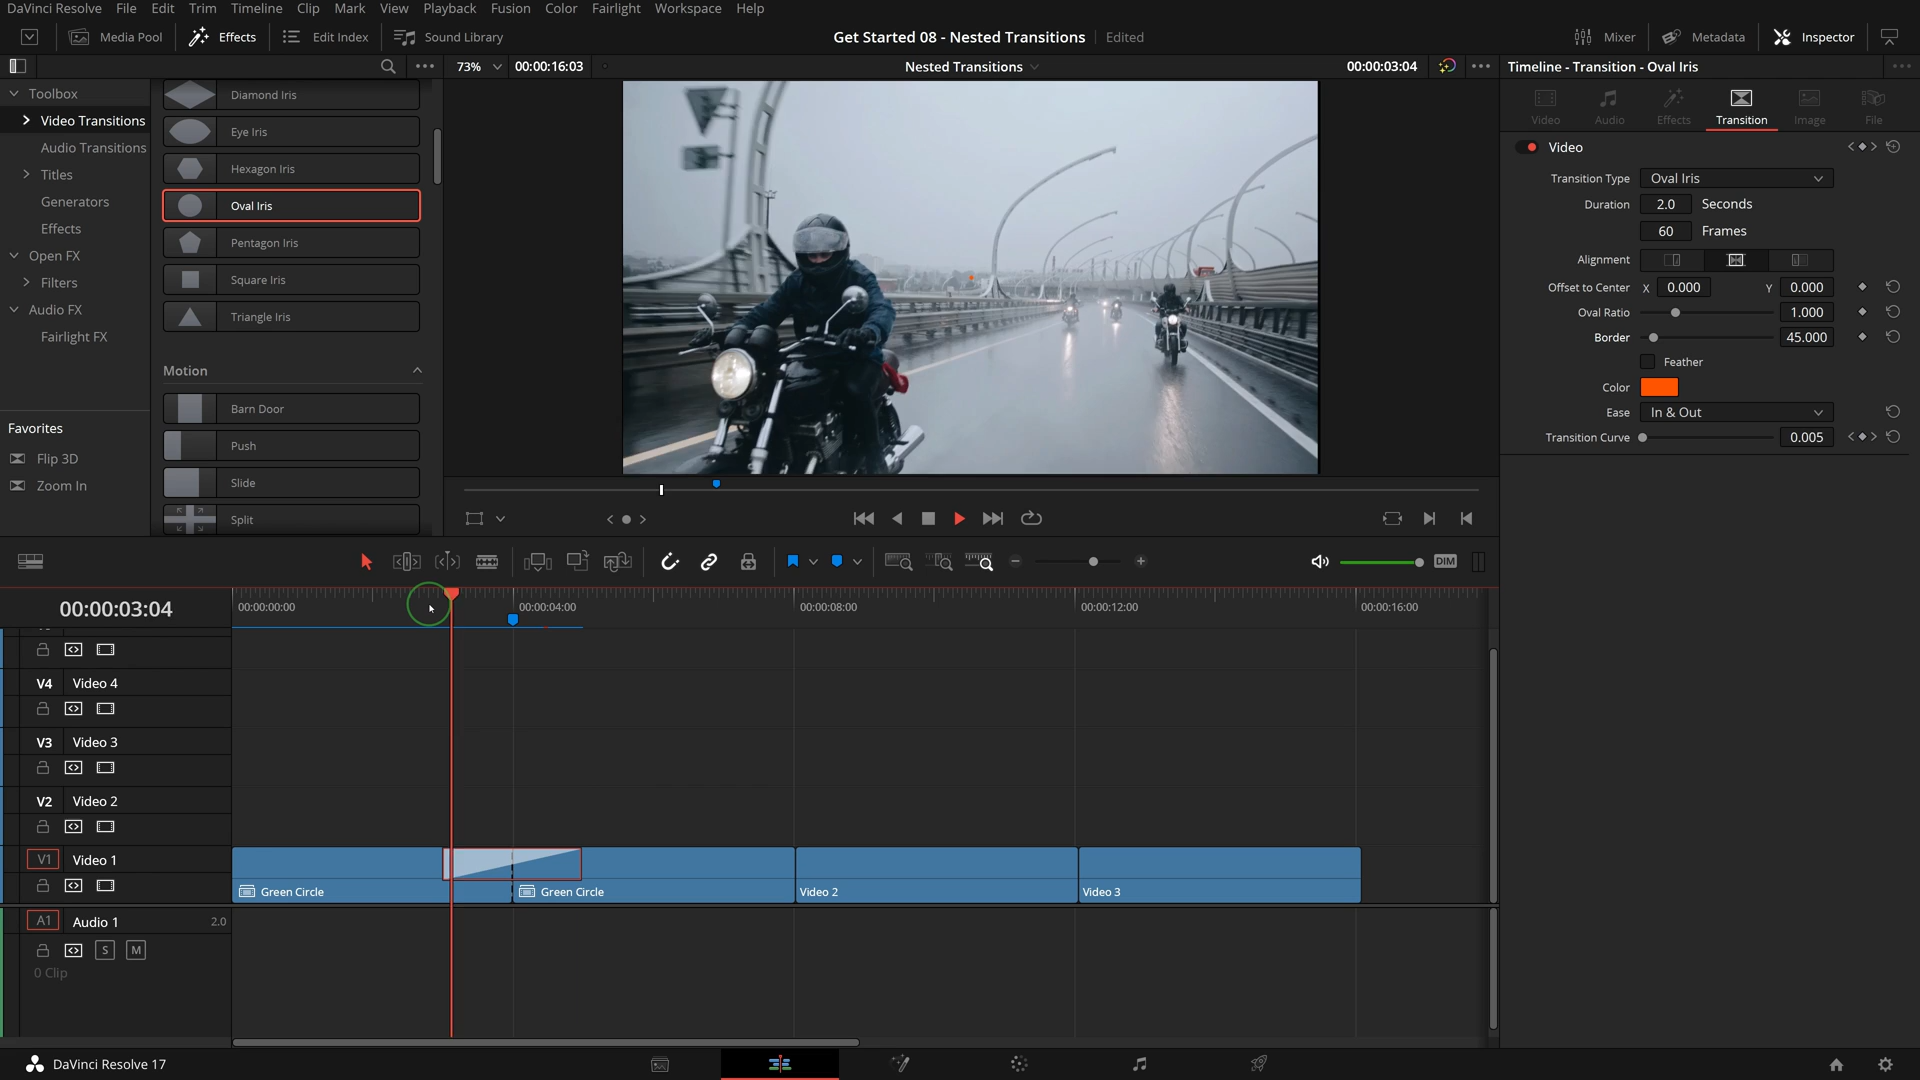 DaVinci Resolve File Edit Trim Timeline Clip Mark View Playback Fusion Color Fairlight Workspace Help
Media Pool Effects Edit Index Sound Library Get Started 08 - Nested Transitions Edited Mixer Metadata Inspector
73% 00:00:16:03 Nested Transitions 00:00:03:04 Timeline - Transition - Oval Iris
Toolbox
Video Transitions
Audio Transitions
Titles
Generators
Effects
Open FX
Filters
Audio FX
Fairlight FX
Favorites
Flip 3D
Zoom In
Diamond Iris
Eye Iris
Hexagon Iris
Oval Iris
Pentagon Iris
Square Iris
Triangle Iris
Motion
Barn Door
Push
Slide
Split
Video Audio Effects Transition Image File
Video
Transition Type Oval Iris
Duration 2.0 Seconds
60 Frames
Alignment
Offset to Center X 0.000 Y 0.000
Oval Ratio 1.000
Border 45.000
Feather
Color
Ease In & Out
Transition Curve 0.005
DIM
00:00:03:04 00:00:00:00 00:00:04:00 00:00:08:00 00:00:12:00 00:00:16:00
V4 Video 4
V3 Video 3
V2 Video 2
V1 Video 1
Green Circle Green Circle Video 2 Video 3
A1 Audio 1 2.0
S M
0 Clip
DaVinci Resolve 17